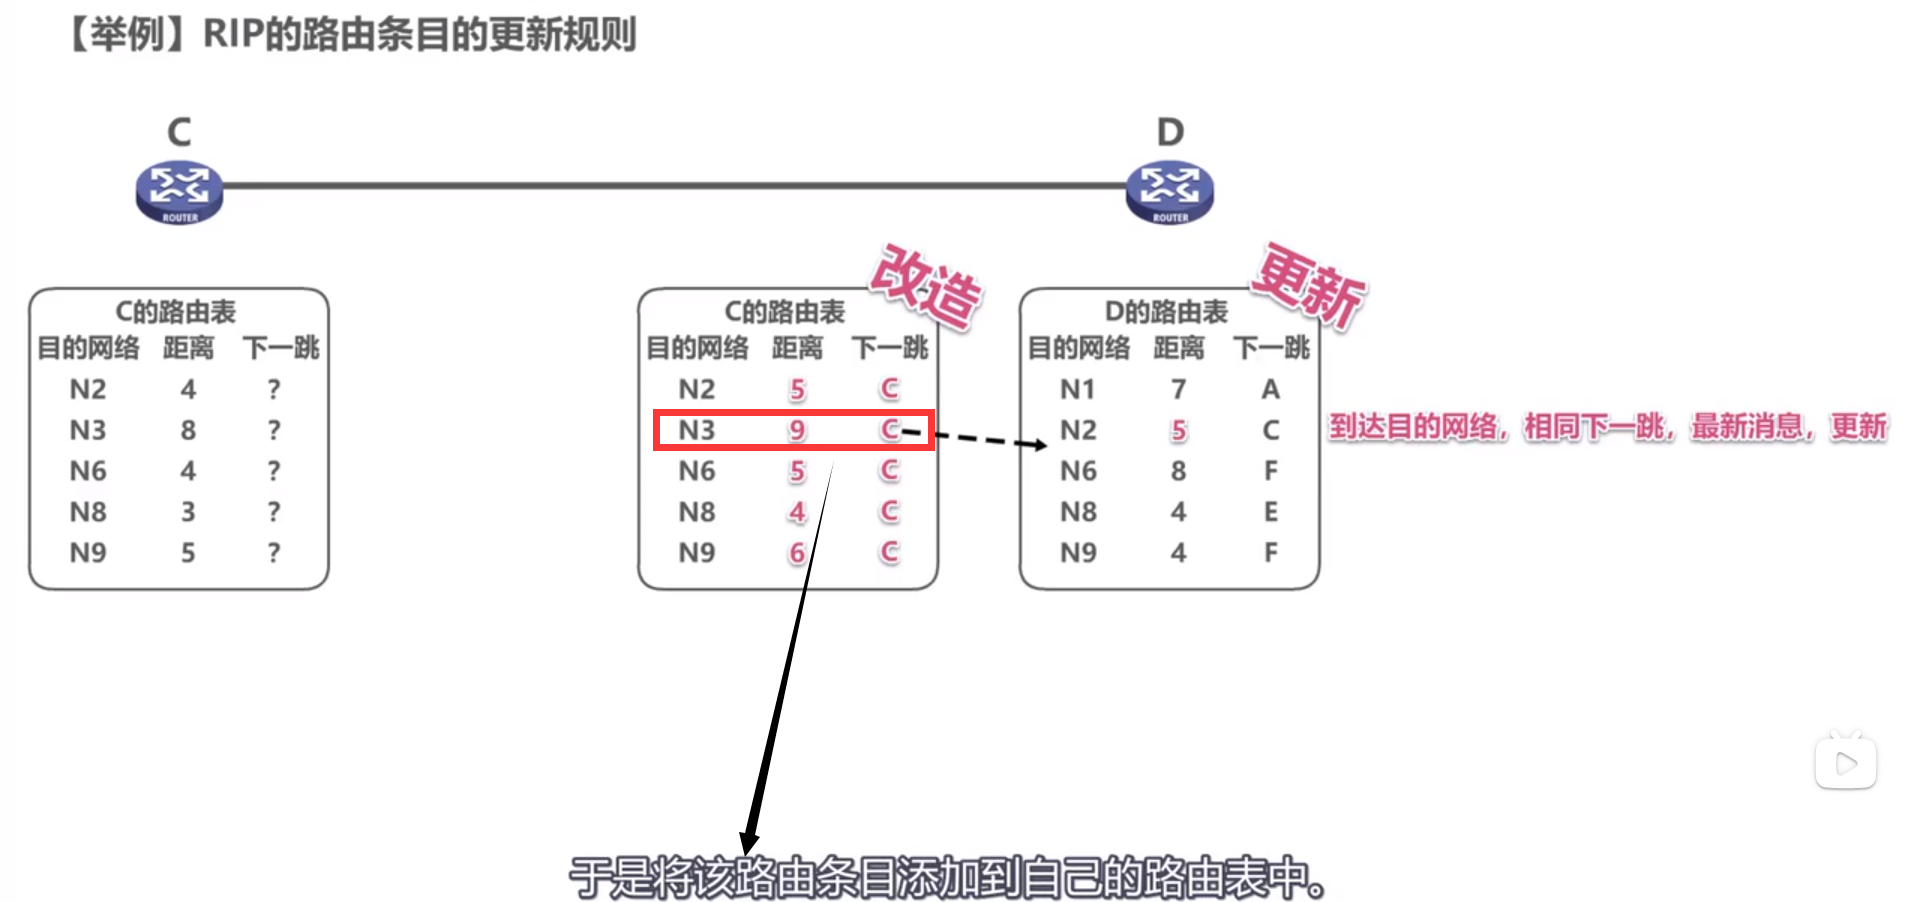 【举例】RIP的路由条目的更新规则
C
D
ROUTER
ROUTER
改造
更新
C的路由表
目的网络 距离 下一跳
N2 4 ?
N3 8 ?
N6 4 ?
N8 3 ?
N9 5 ?
C的路由表
目的网络 距离 下一跳
N2 5 C
N3 9 C
N6 5 C
N8 4 C
N9 6 C
D的路由表
目的网络 距离 下一跳
N1 7 A
N2 5 C
N6 8 F
N8 4 E
N9 4 F
到达目的网络，相同下一跳，最新消息，更新
于是将该路由条目添加到自己的路由表中。